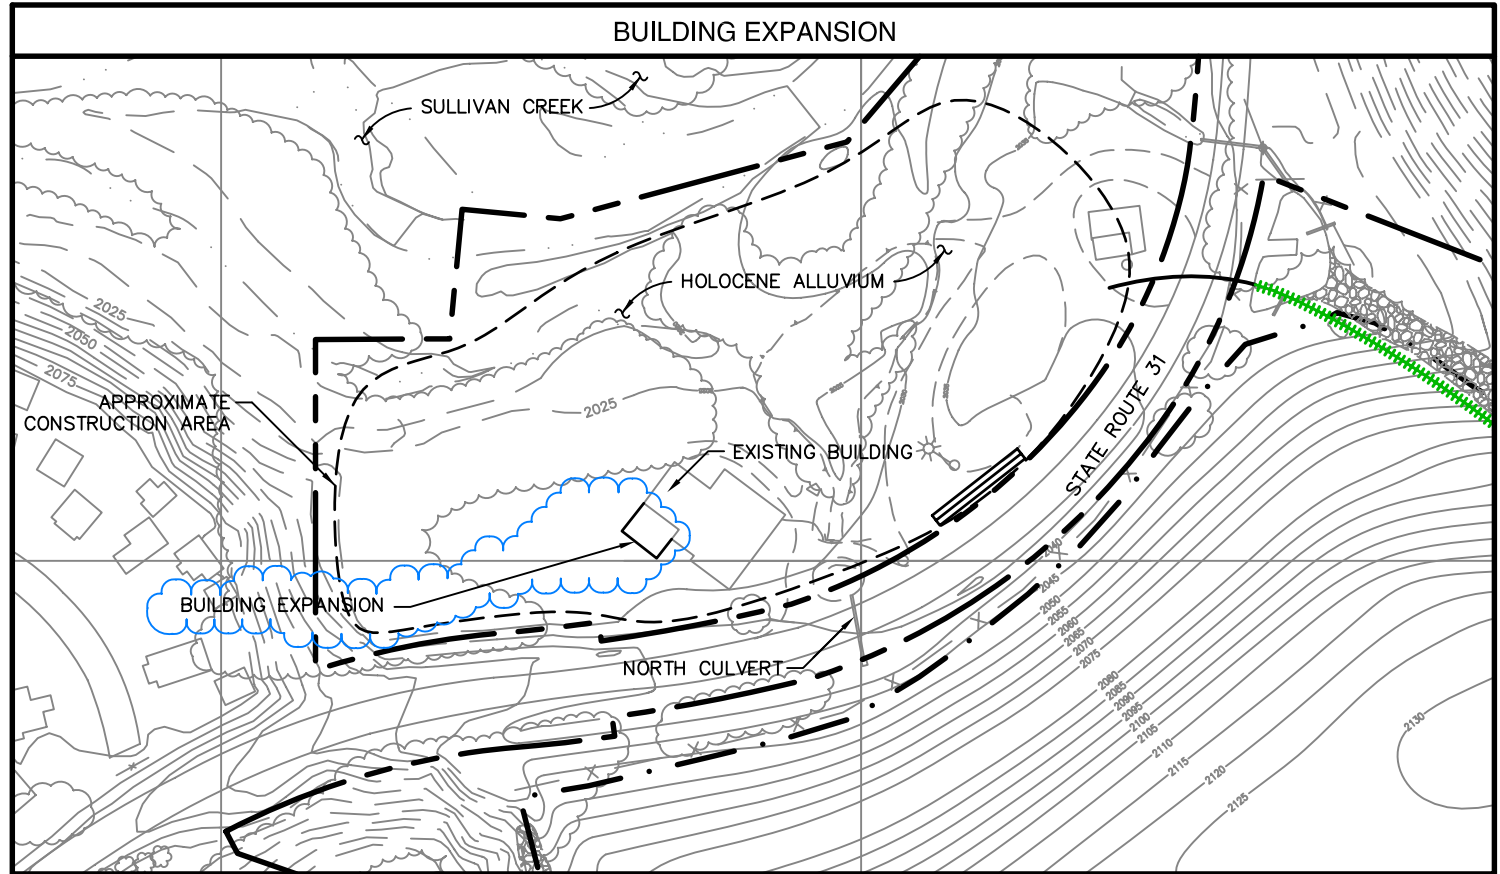 BUILDING EXPANSION
SULLIVAN CREEK
HOLOCENE ALLUVIUM
2025
2050
2075
APPROXIMATE
CONSTRUCTION AREA
2025
EXISTING BUILDING
STATE ROUTE 31
BUILDING EXPANSION
NORTH CULVERT
2040
2045
2050
2055
2060
2065
2070
2075
2080
2085
2090
2095
2100
2105
2110
2115
2120
2125
2130